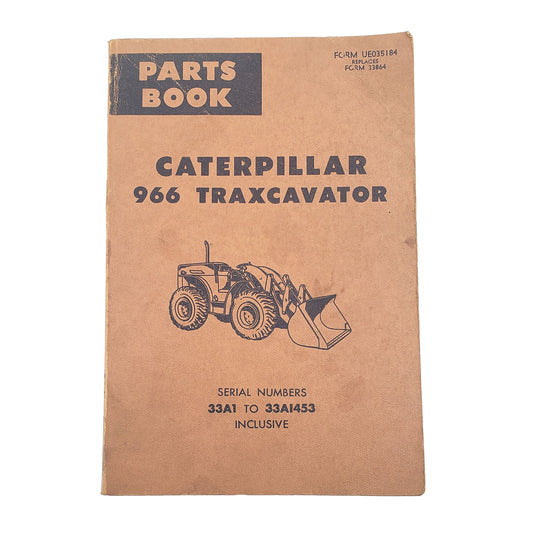 PARTS
BOOK
FORM UE035184
REPLACES
FORM 33864
CATERPILLAR
966 TRAXCAVATOR
SERIAL NUMBERS
33A1 TO 33A1453
INCLUSIVE